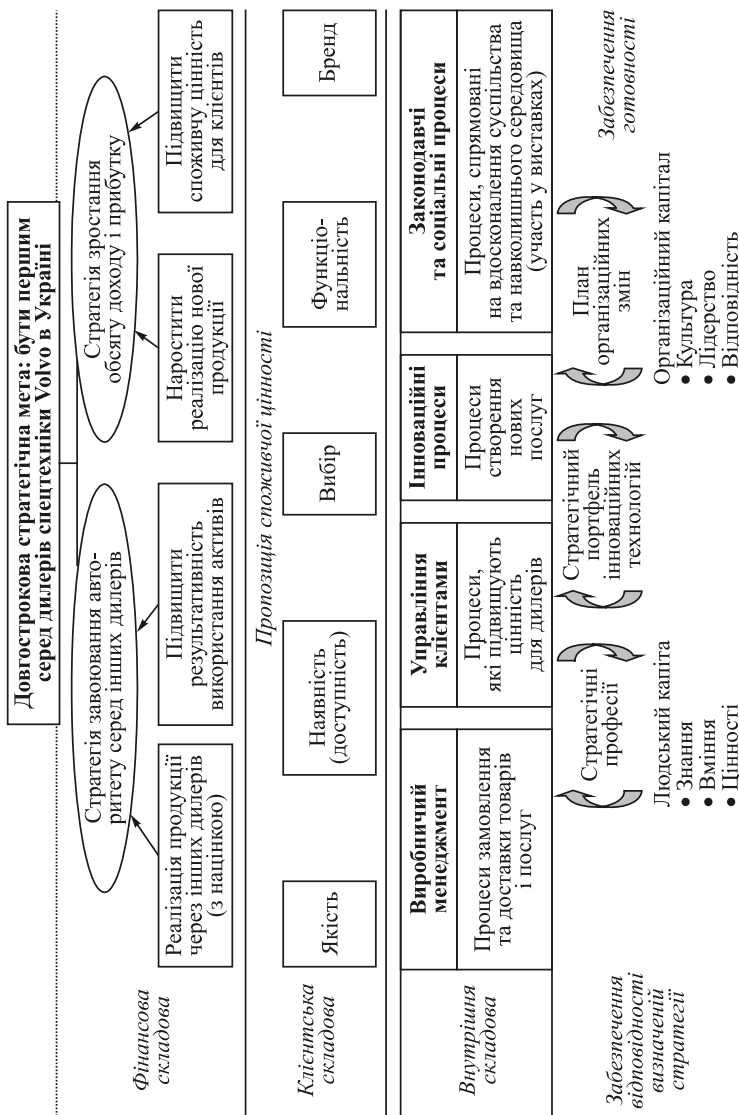 Довгострокова стратегічна мета: бути першим
серед дилерів спецтехніки Volvo в Україні
Фінансова
складова
Стратегія завоювання авто-
ритету серед інших дилерів
Стратегія зростання
обсягу доходу і прибутку
Реалізація продукції
через інших дилерів
(з націнкою)
Підвищити
результативність
використання активів
Наростити
реалізацію нової
продукції
Підвищити
споживчу цінність
для клієнтів
Пропозиція споживчої цінності
Клієнтська
складова
Якість
Наявність
(доступність)
Вибір
Функціо-
нальність
Бренд
Внутрішня
складова
Виробничий
менеджмент
Процеси замовлення
та доставки товарів
і послуг
Управління
клієнтами
Процеси,
які підвищують
цінність
для дилерів
Інноваційні
процеси
Процеси
створення
нових
послуг
Законодавчі
та соціальні процеси
Процеси, спрямовані
на вдосконалення суспільства
та навколишнього середовища
(участь у виставках)
Забезпечення
відповідності
визначеній
стратегії
Стратегічні
професії
Стратегічний
портфель
інноваційних
технологій
План
організаційних
змін
Забезпечення
готовності
Людський капіта
• Знання
• Вміння
• Цінності
Організаційний капітал
• Культура
• Лідерство
• Відповідність